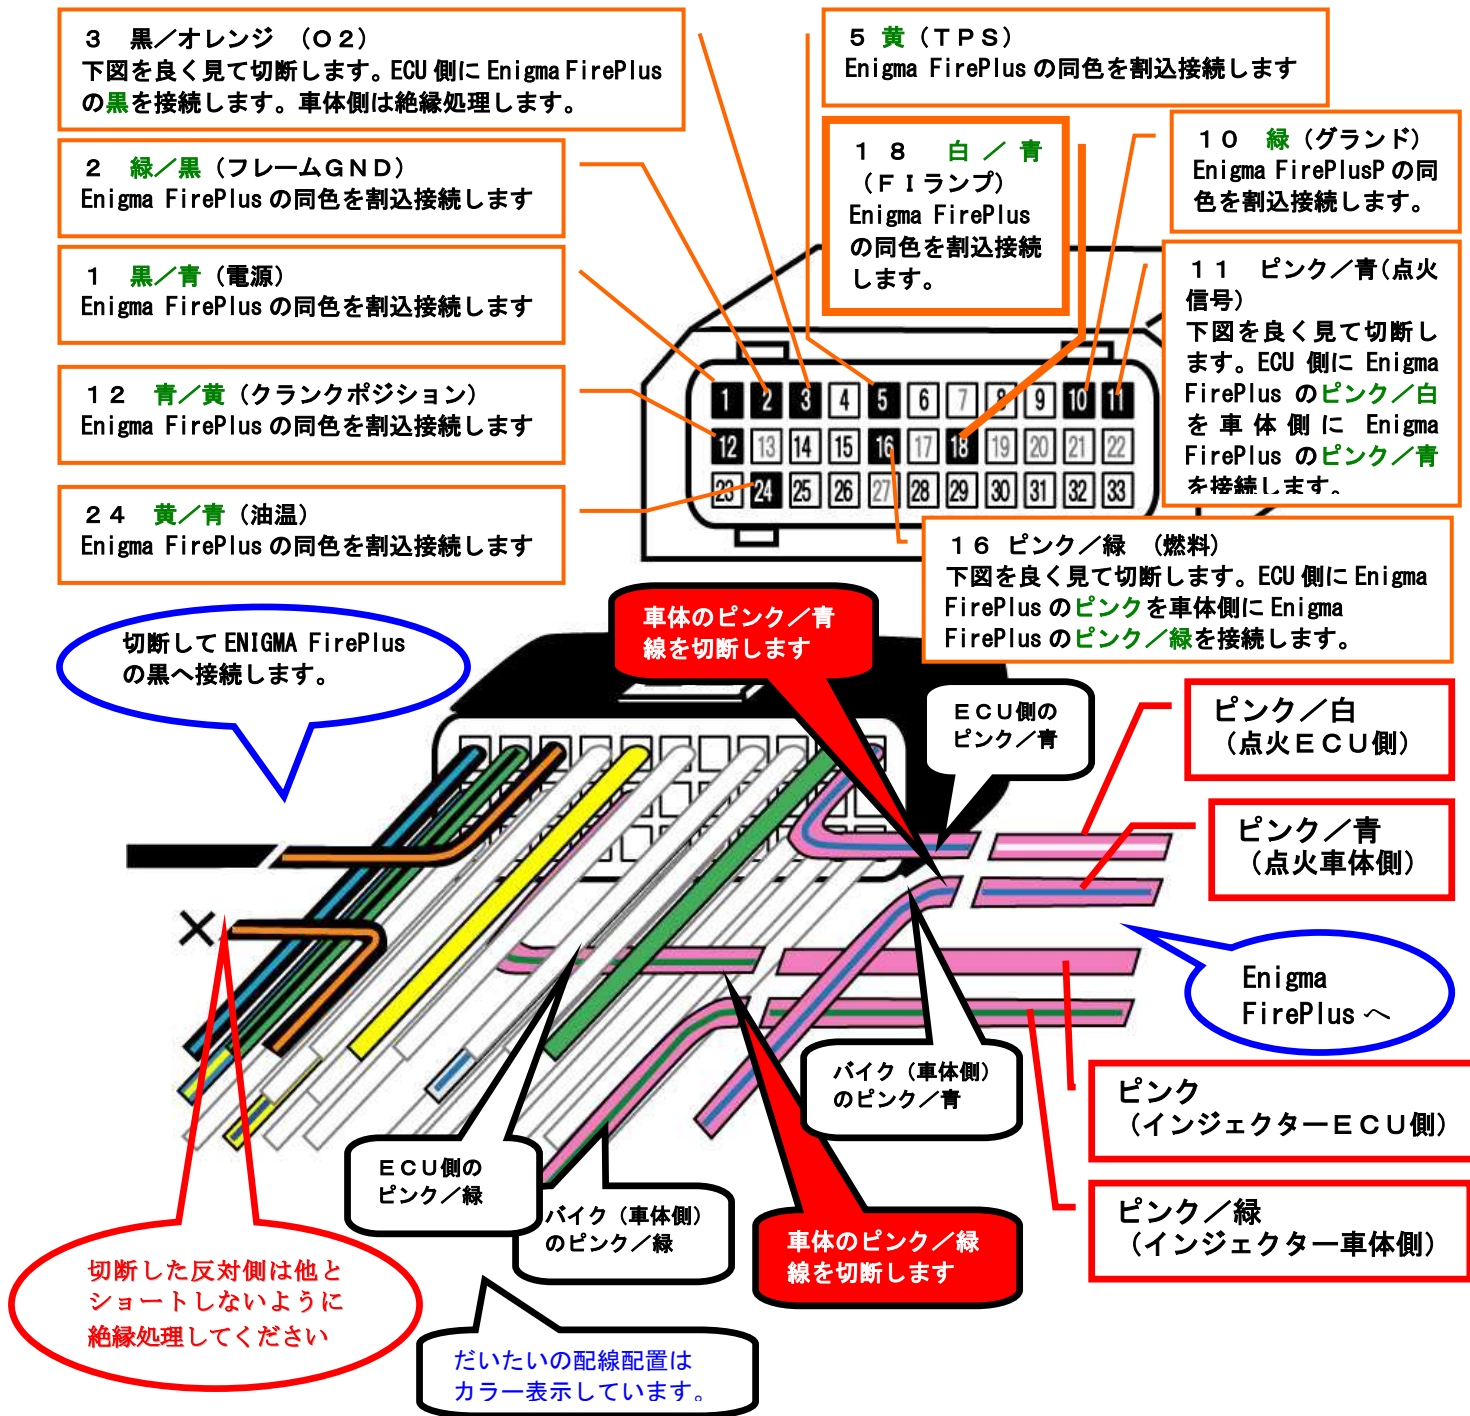 ３　黒／オレンジ　（Ｏ２）
下図を良く見て切断します。ECU 側に Enigma FirePlus
の黒を接続します。車体側は絶縁処理します。
２　緑／黒（フレームＧＮＤ）
Enigma FirePlus の同色を割込接続します
１　黒／青（電源）
Enigma FirePlus の同色を割込接続します
１２　青／黄（クランクポジション）
Enigma FirePlus の同色を割込接続します
２４　黄／青（油温）
Enigma FirePlus の同色を割込接続します
５ 黄（ＴＰＳ）
Enigma FirePlus の同色を割込接続します
１８　白／青
（ＦＩランプ）
Enigma FirePlus
の同色を割込接続
します。
１０　緑（グランド）
Enigma FirePlusP の同
色を割込接続します。
１１　ピンク／青（点火
信号）
下図を良く見て切断し
ます。ECU 側に Enigma
FirePlus のピンク／白
を車体側に Enigma
FirePlus のピンク／青
を接続します。
1 2 3 4 5 6 7 8 9 10 11
12 13 14 15 16 17 18 19 20 21 22
23 24 25 26 27 28 29 30 31 32 33
１６ ピンク／緑　（燃料）
下図を良く見て切断します。ECU 側に Enigma
FirePlus のピンクを車体側に Enigma
FirePlus のピンク／緑を接続します。
切断して ENIGMA FirePlus
の黒へ接続します。
車体のピンク／青
線を切断します
ＥＣＵ側の
ピンク／青
ピンク／白
（点火ＥＣＵ側）
ピンク／青
（点火車体側）
Enigma
FirePlus へ
バイク（車体側）
のピンク／青
ピンク
（インジェクターＥＣＵ側）
ＥＣＵ側の
ピンク／緑
バイク（車体側）
のピンク／緑
車体のピンク／緑
線を切断します
ピンク／緑
（インジェクター車体側）
切断した反対側は他と
ショートしないように
絶縁処理してください
だいたいの配線配置は
カラー表示しています。